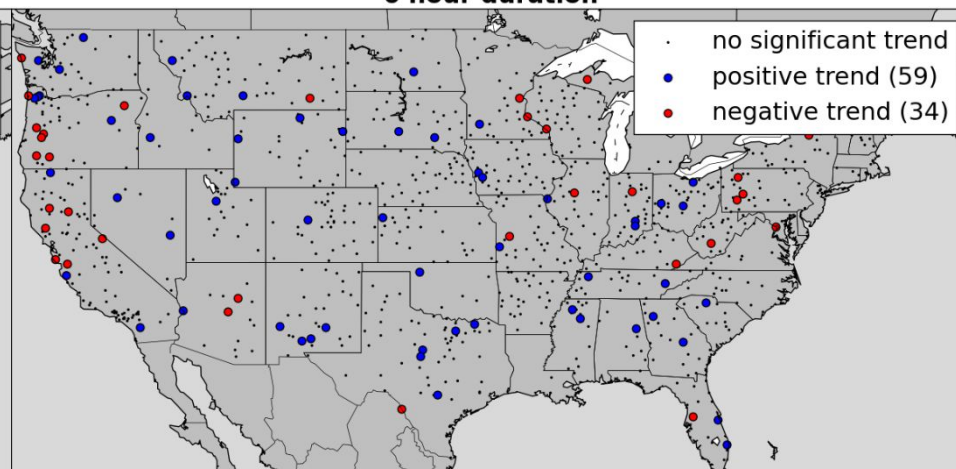 no significant trend
positive trend (59)
negative trend (34)